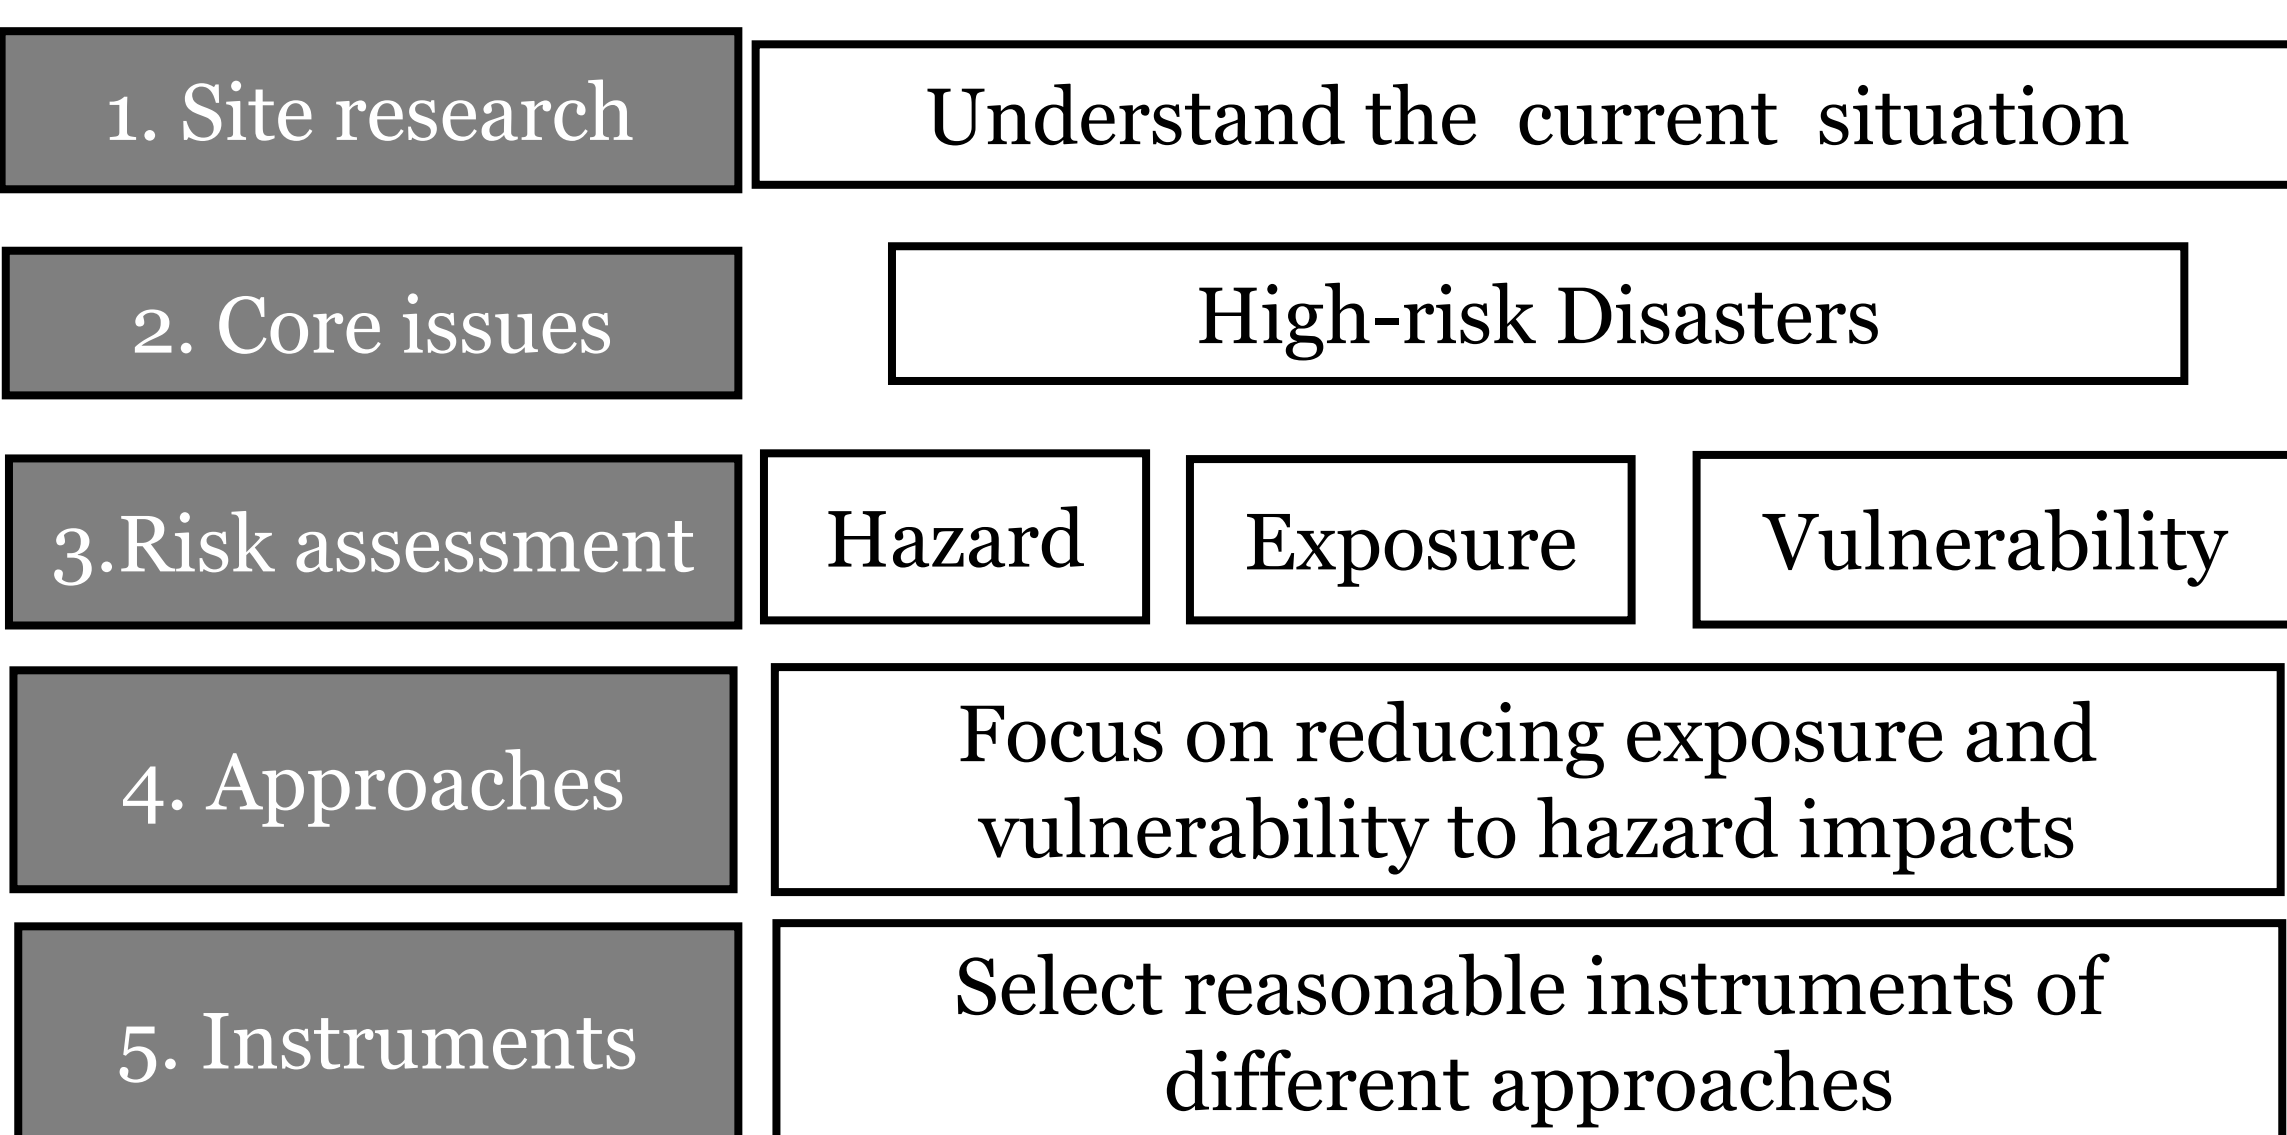 1. Site research
Understand the current situation
2. Core issues
High-risk Disasters
3.Risk assessment
Hazard
Exposure
Vulnerability
4. Approaches
Focus on reducing exposure and
vulnerability to hazard impacts
5. Instruments
Select reasonable instruments of
different approaches